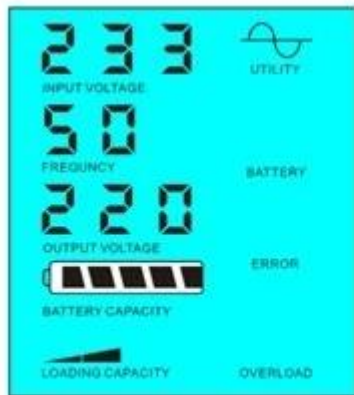 233
INPUT VOLTAGE
UTILITY
50
FREQUNCY
BATTERY
220
OUTPUT VOLTAGE
ERROR
BATTERY CAPACITY
LOADING CAPACITY
OVERLOAD